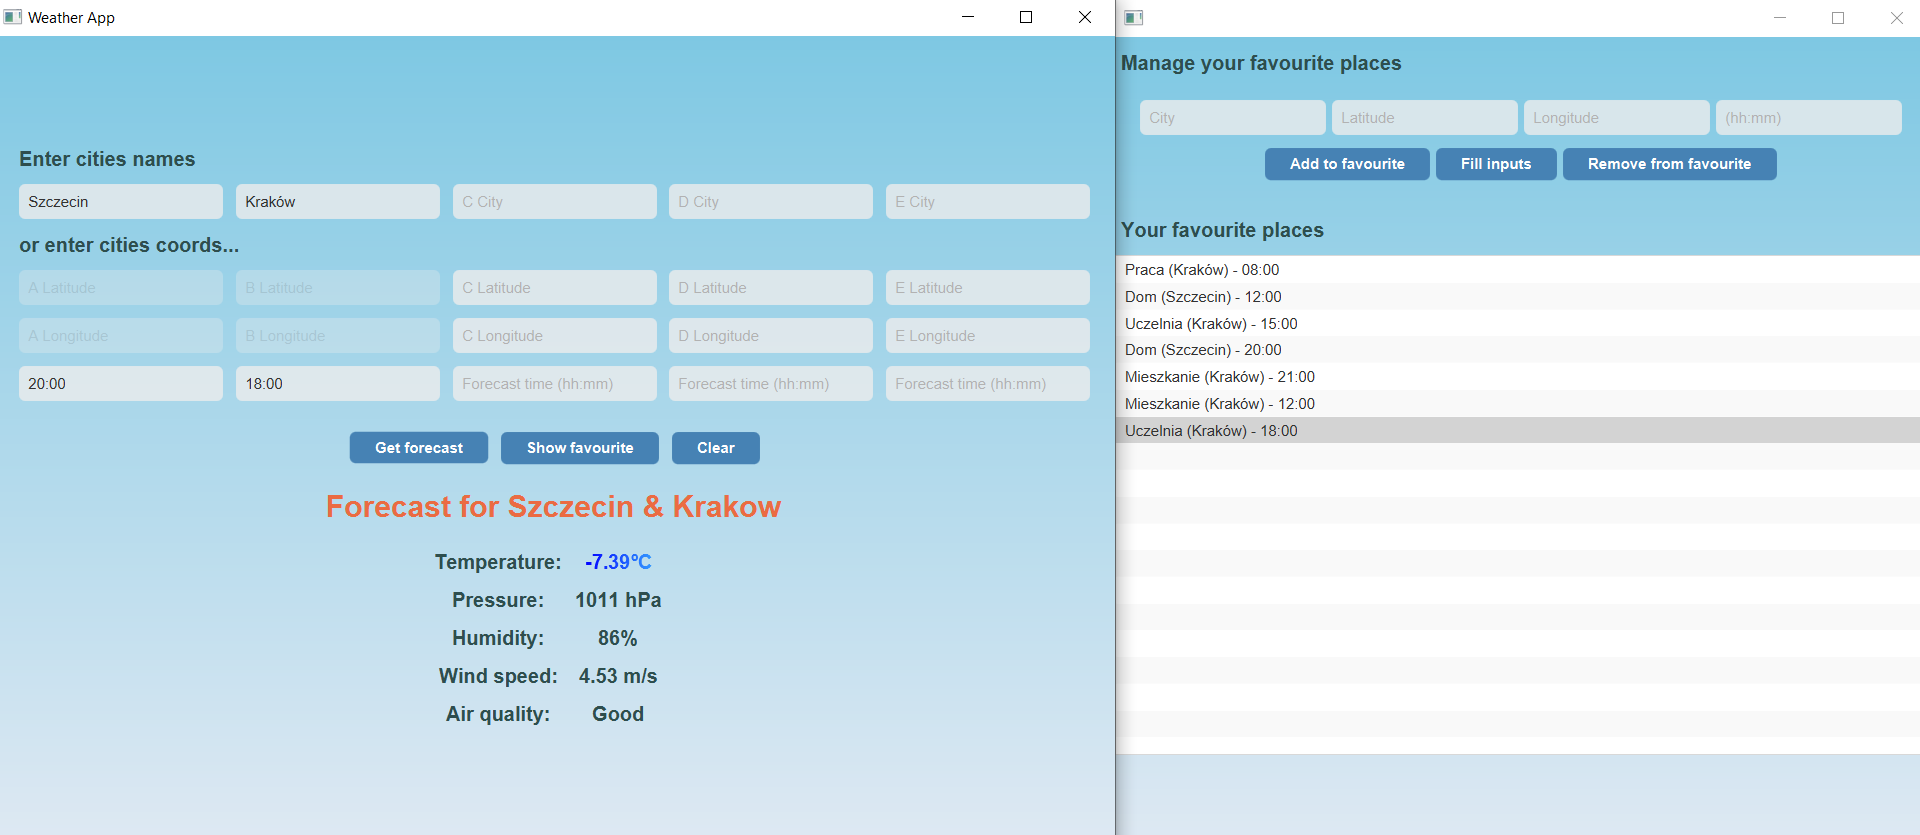 Weather App
Enter cities names
Szczecin Kraków C City D City E City
or enter cities coords...
A Latitude B Latitude C Latitude D Latitude E Latitude
A Longitude B Longitude C Longitude D Longitude E Longitude
20:00 18:00 Forecast time (hh:mm) Forecast time (hh:mm) Forecast time (hh:mm)
Get forecast Show favourite Clear
Forecast for Szczecin & Krakow
Temperature: -7.39°C
Pressure: 1011 hPa
Humidity: 86%
Wind speed: 4.53 m/s
Air quality: Good
Manage your favourite places
City Latitude Longitude (hh:mm)
Add to favourite Fill inputs Remove from favourite
Your favourite places
Praca (Kraków) - 08:00
Dom (Szczecin) - 12:00
Uczelnia (Kraków) - 15:00
Dom (Szczecin) - 20:00
Mieszkanie (Kraków) - 21:00
Mieszkanie (Kraków) - 12:00
Uczelnia (Kraków) - 18:00